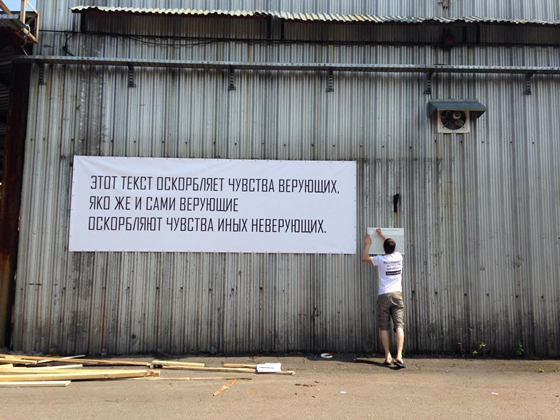 ЭТОТ ТЕКСТ ОСКОРБЛЯЕТ ЧУВСТВА ВЕРУЮЩИХ,
ЯКО ЖЕ И САМИ ВЕРУЮЩИЕ
ОСКОРБЛЯЮТ ЧУВСТВА ИНЫХ НЕВЕРУЮЩИХ.